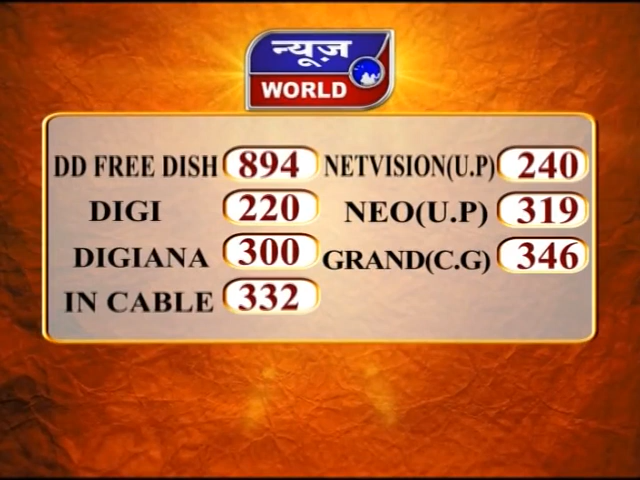 न्यूज़
WORLD
DD FREE DISH 894 NETVISION(U.P) 240
DIGI 220 NEO(U.P) 319
DIGIANA 300 GRAND(C.G) 346
IN CABLE 332